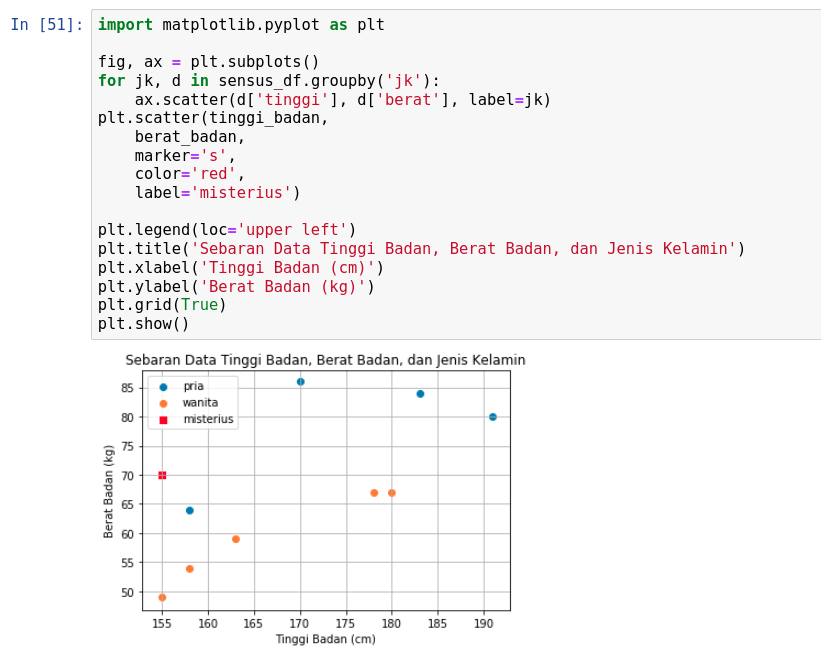 In [51]: import matplotlib.pyplot as plt
fig, ax = plt.subplots()
for jk, d in sensus_df.groupby('jk'):
    ax.scatter(d['tinggi'], d['berat'], label=jk)
plt.scatter(tinggi_badan,
    berat_badan,
    marker='s',
    color='red',
    label='misterius')
plt.legend(loc='upper left')
plt.title('Sebaran Data Tinggi Badan, Berat Badan, dan Jenis Kelamin')
plt.xlabel('Tinggi Badan (cm)')
plt.ylabel('Berat Badan (kg)')
plt.grid(True)
plt.show()
Sebaran Data Tinggi Badan, Berat Badan, dan Jenis Kelamin
pria
wanita
misterius
Berat Badan (kg)
85
80
75
70
65
60
55
50
155 160 165 170 175 180 185 190
Tinggi Badan (cm)